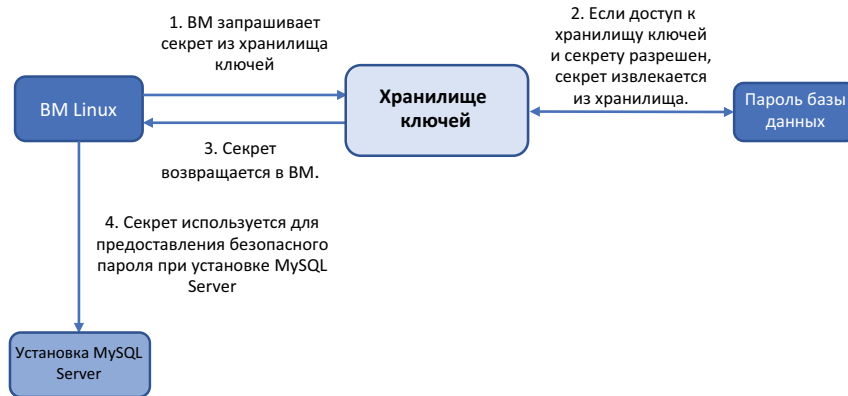 1. ВМ запрашивает
секрет из хранилища
ключей
2. Если доступ к
хранилищу ключей
и секрету разрешен,
секрет извлекается
из хранилища.
ВМ Linux
Хранилище
ключей
Пароль базы
данных
3. Секрет
возвращается в ВМ.
4. Секрет используется для
предоставления безопасного
пароля при установке MySQL
Server
Установка MySQL
Server